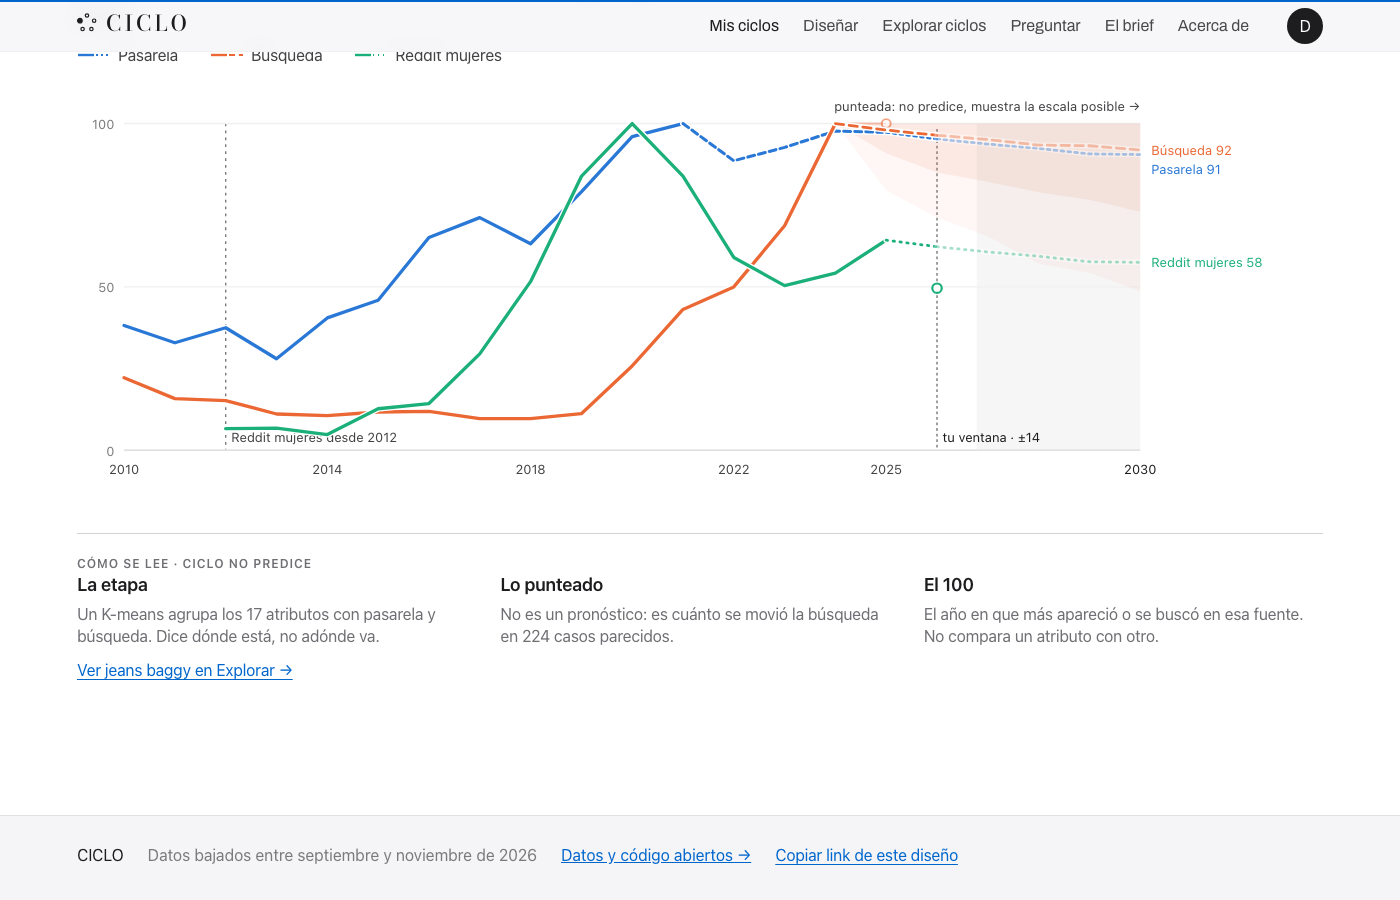 CICLO
Mis ciclos Diseñar Explorar ciclos Preguntar El brief Acerca de D
Pasarela Búsqueda Reddit mujeres
punteada: no predice, muestra la escala posible →
100
Búsqueda 92
Pasarela 91
Reddit mujeres 58
50
Reddit mujeres desde 2012
tu ventana · ±14
0
2010 2014 2018 2022 2025 2030
CÓMO SE LEE · CICLO NO PREDICE
La etapa
Un K-means agrupa los 17 atributos con pasarela y
búsqueda. Dice dónde está, no adónde va.
Ver jeans baggy en Explorar →
Lo punteado
No es un pronóstico: es cuánto se movió la búsqueda
en 224 casos parecidos.
El 100
El año en que más apareció o se buscó en esa fuente.
No compara un atributo con otro.
CICLO Datos bajados entre septiembre y noviembre de 2026 Datos y código abiertos → Copiar link de este diseño